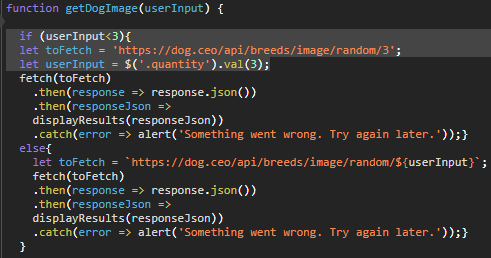 function getDogImage(userInput) {
if (userInput<3){
let toFetch = 'https://dog.ceo/api/breeds/image/random/3';
let userInput = $('.quantity').val(3);
fetch(toFetch)
.then(response => response.json())
.then(responseJson =>
displayResults(responseJson))
.catch(error => alert('Something went wrong. Try again later.'));}
else{
let toFetch = `https://dog.ceo/api/breeds/image/random/${userInput}`;
fetch(toFetch)
.then(response => response.json())
.then(responseJson =>
displayResults(responseJson))
.catch(error => alert('Something went wrong. Try again later.'));}
}